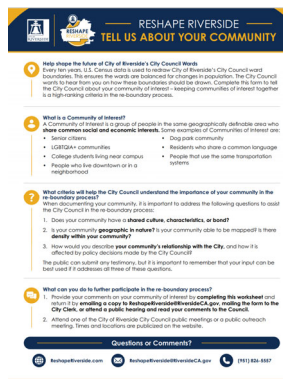 RESHAPE RIVERSIDE
TELL US ABOUT YOUR COMMUNITY
RESHAPE
Help shape the future of City of Riverside's City Council Wards
Every ten years, U.S. Census data is used to redraw City of Riverside's City Council ward
boundaries. This ensures the wards are balanced for changes in population. The City Council
wants to hear from you on how these boundaries should be drawn. Complete this form to tell
the City Council about your community of interest – keeping communities of interest together
is a high-ranking criteria in the re-boundary process.
What is a Community of Interest?
A Community of Interest is a group of people in the same geographically definable area who
share common social and economic interests. Some examples of Communities of Interest are:
• Senior citizens
• LGBTQIA+ communities
• College students living near campus
• People who live downtown or in a
neighborhood
• Dog park community
• Residents who share a common language
• People that use the same transportation
systems
What criteria will help the City Council understand the importance of your community in the
re-boundary process?
When documenting your community, it is important to address the following questions to assist
the City Council in the re-boundary process:
1. Does your community have a shared culture, characteristics, or bond?
2. Is your community geographic in nature? Is your community able to be mapped? Is there
density within your community?
3. How would you describe your community's relationship with the City, and how it is
affected by policy decisions made by the City Council?
The public can submit any testimony, but it is important to remember that your input can be
best used if it addresses all three of these questions.
What can you do to further participate in the re-boundary process?
1. Provide your comments on your community of interest by completing this worksheet and
return it by emailing a copy to ReshapeRiverside@RiversideCA.gov, mailing the form to the
City Clerk, or attend a public hearing and read your comments to the Council.
2. Attend one of the City of Riverside City Council public meetings or a public outreach
meeting. Times and locations are publicized on the website.
Questions or Comments?
ReshapeRiverside.com
ReshapeRiverside@RiversideCA.gov
(951) 826-5557